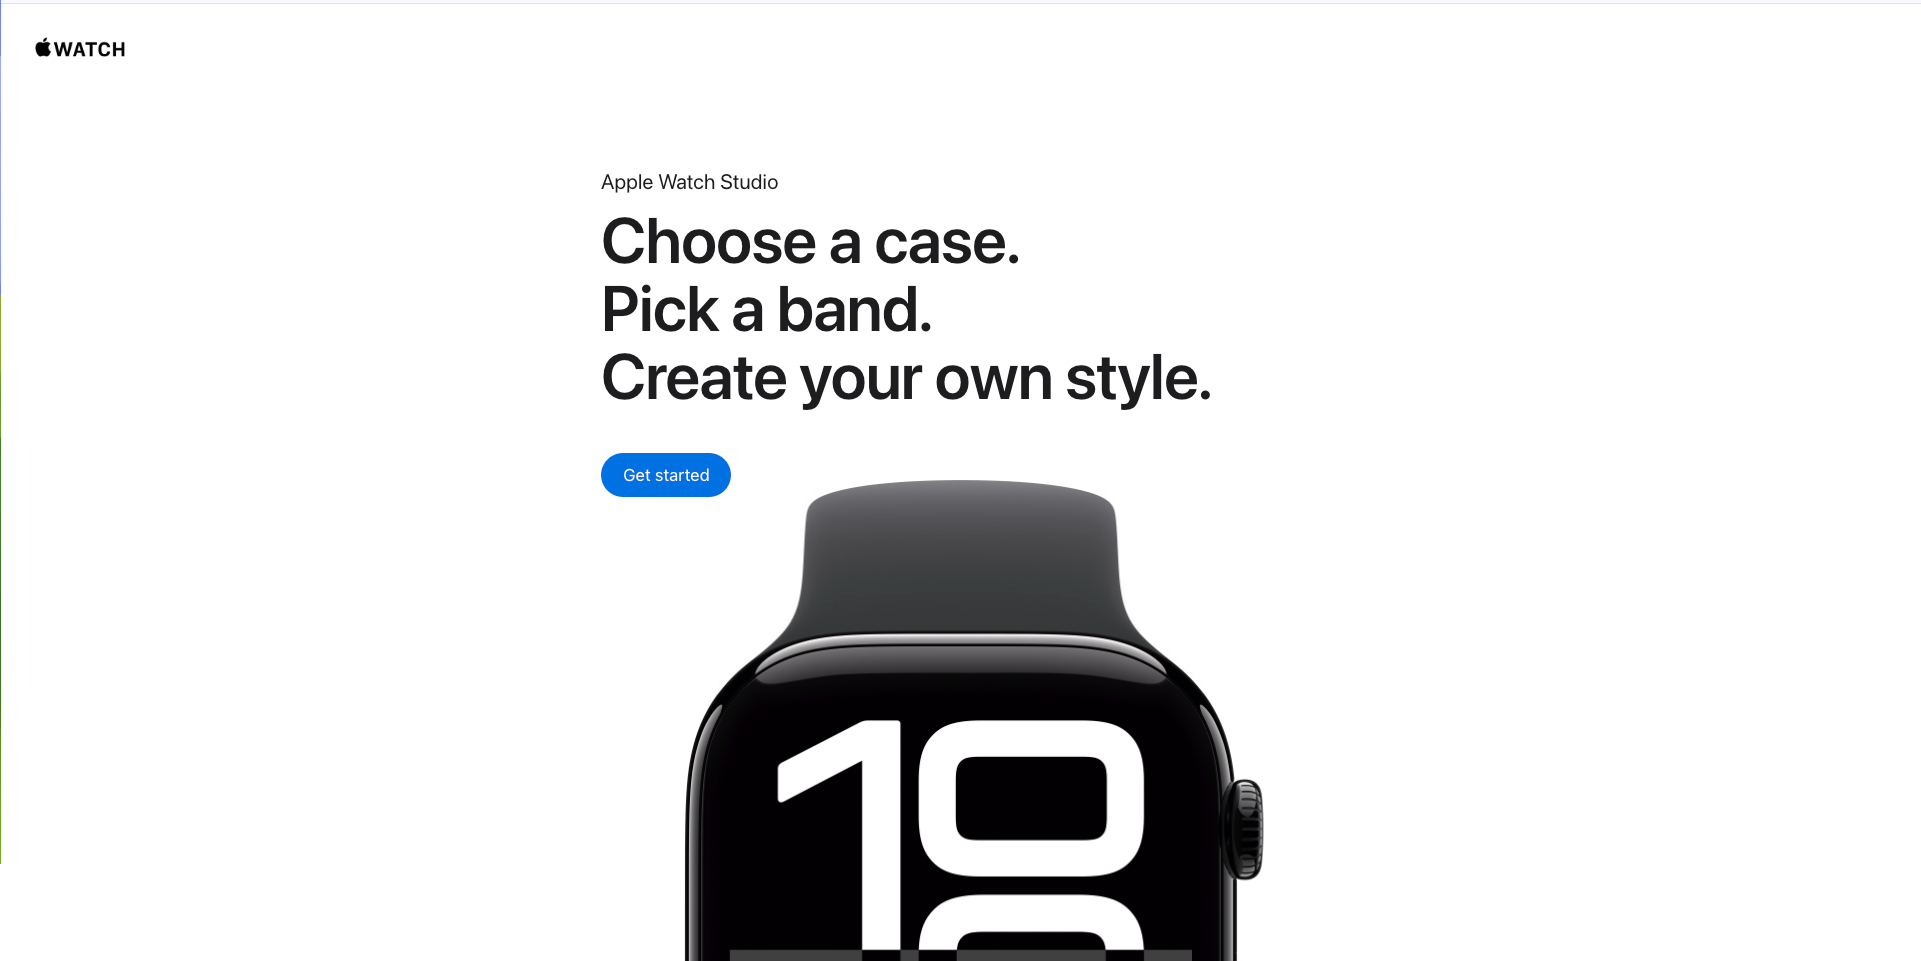 WATCH
Apple Watch Studio
Choose a case.
Pick a band.
Create your own style.
Get started
10